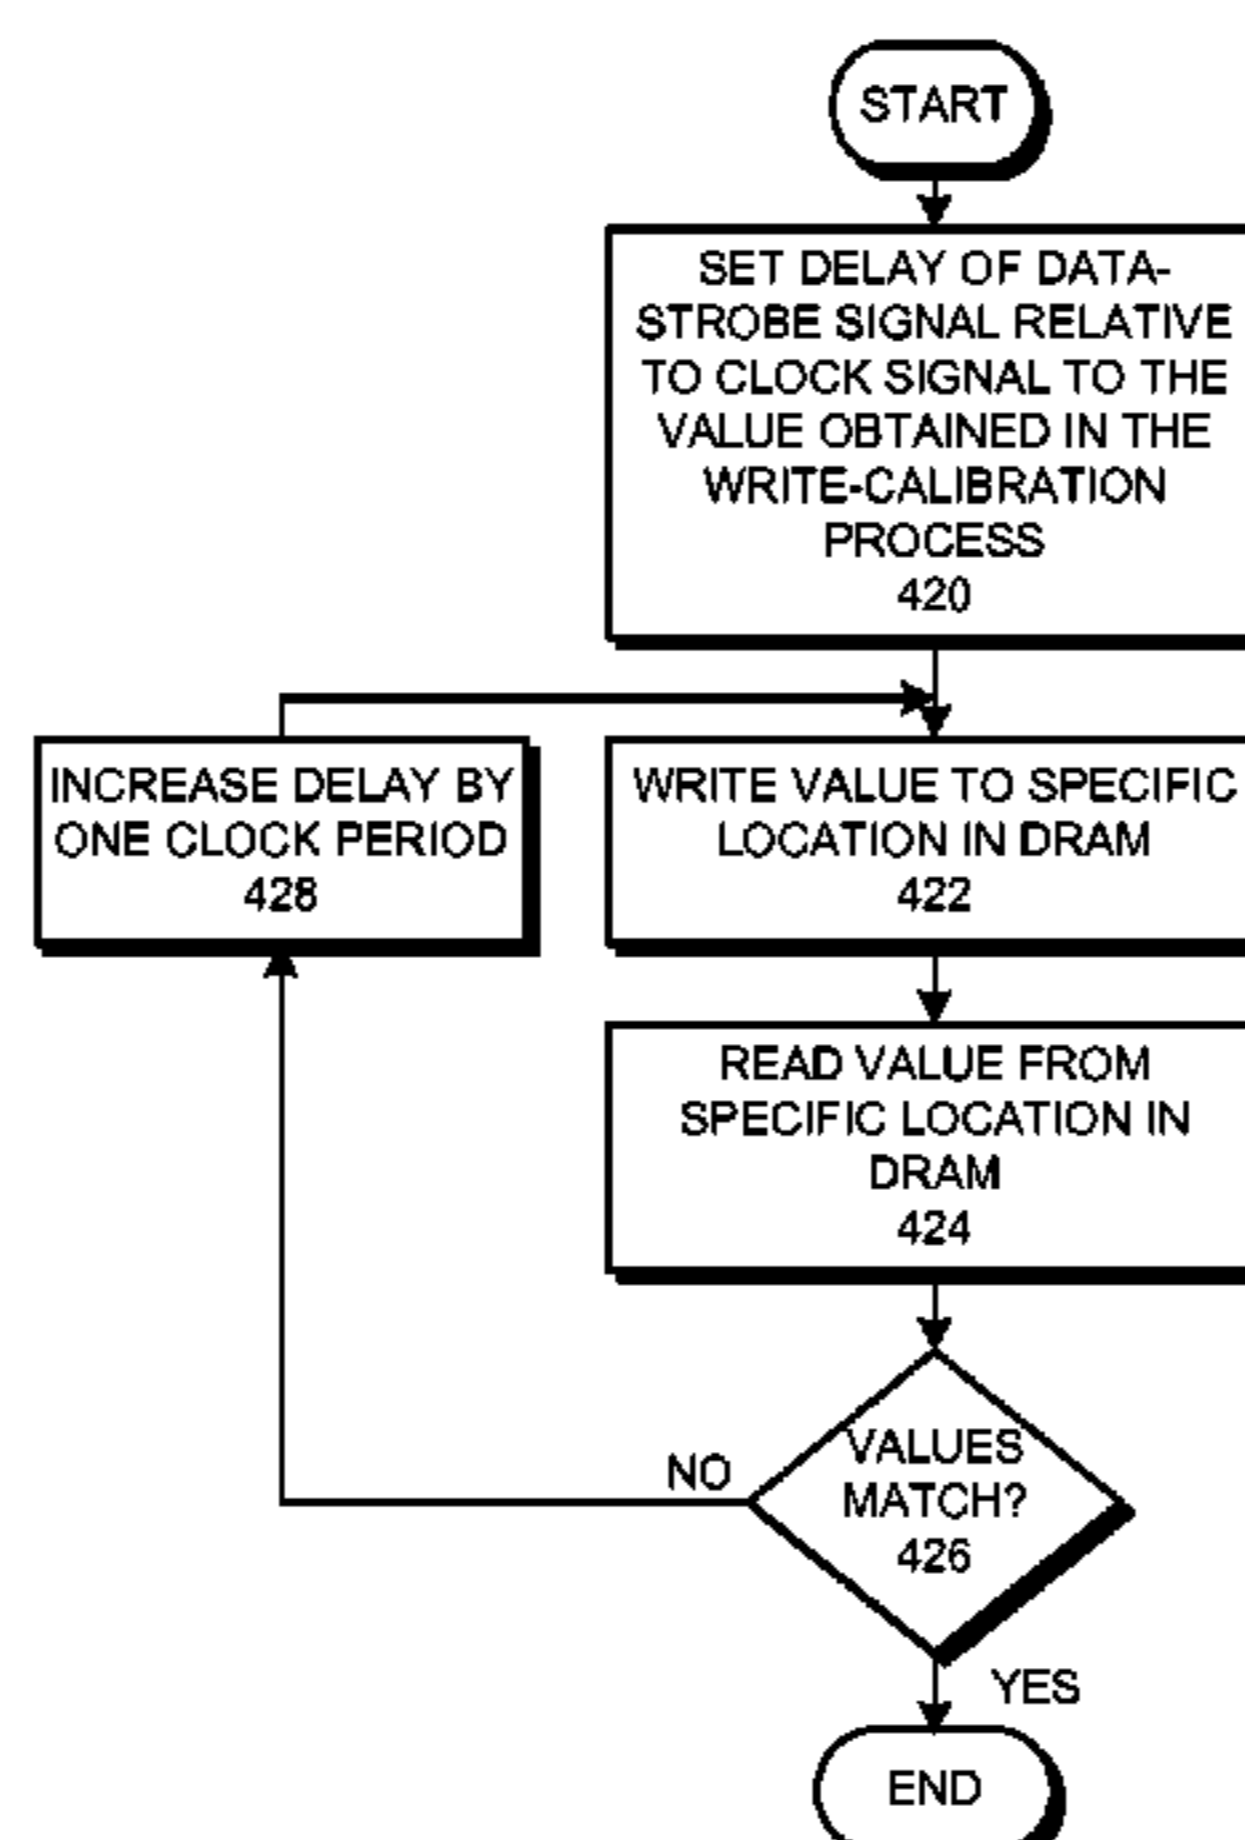 START
SET DELAY OF DATA-
STROBE SIGNAL RELATIVE
TO CLOCK SIGNAL TO THE
VALUE OBTAINED IN THE
WRITE-CALIBRATION
PROCESS
420
INCREASE DELAY BY
ONE CLOCK PERIOD
428
WRITE VALUE TO SPECIFIC
LOCATION IN DRAM
422
READ VALUE FROM
SPECIFIC LOCATION IN
DRAM
424
NO
VALUES
MATCH?
426
YES
END